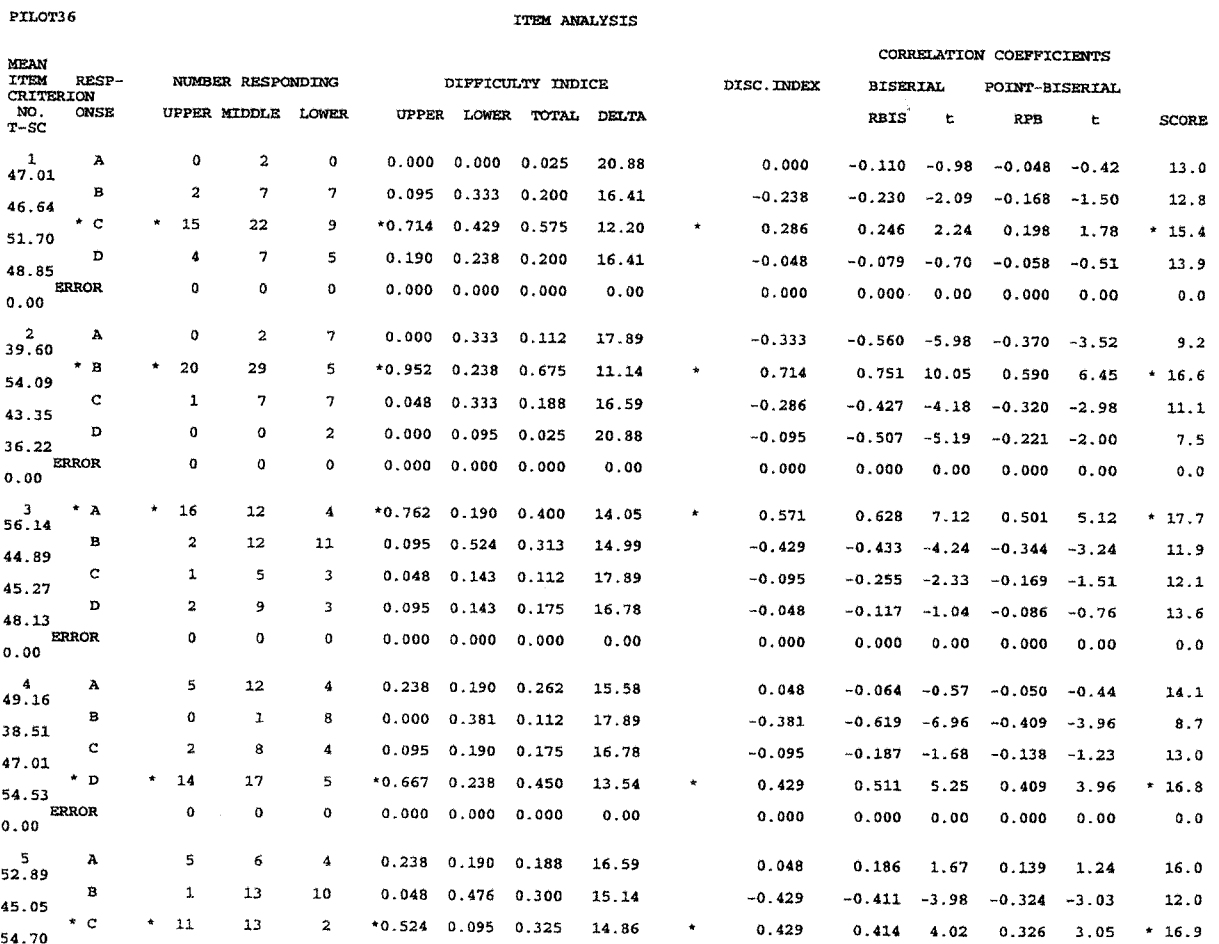 PILOT36 ITEM ANALYSIS
CORRELATION COEFFICIENTS
MEAN
ITEM RESP- NUMBER RESPONDING DIFFICULTY INDICE DISC.INDEX BISERIAL POINT-BISERIAL
CRITERION
NO. ONSE UPPER MIDDLE LOWER UPPER LOWER TOTAL DELTA RBIS t RPB t SCORE
T-SC
1 A 0 2 0 0.000 0.000 0.025 20.88 0.000 -0.110 -0.98 -0.048 -0.42 13.0
47.01
B 2 7 7 0.095 0.333 0.200 16.41 -0.238 -0.230 -2.09 -0.168 -1.50 12.8
46.64
* C * 15 22 9 *0.714 0.429 0.575 12.20 * 0.286 0.246 2.24 0.198 1.78 * 15.4
51.70
D 4 7 5 0.190 0.238 0.200 16.41 -0.048 -0.079 -0.70 -0.058 -0.51 13.9
48.85
ERROR 0 0 0 0.000 0.000 0.000 0.00 0.000 0.000 0.00 0.000 0.00 0.0
0.00
2 A 0 2 7 0.000 0.333 0.112 17.89 -0.333 -0.560 -5.98 -0.370 -3.52 9.2
39.60
* B * 20 29 5 *0.952 0.238 0.675 11.14 * 0.714 0.751 10.05 0.590 6.45 * 16.6
54.09
C 1 7 7 0.048 0.333 0.188 16.59 -0.286 -0.427 -4.18 -0.320 -2.98 11.1
43.35
D 0 0 2 0.000 0.095 0.025 20.88 -0.095 -0.507 -5.19 -0.221 -2.00 7.5
36.22
ERROR 0 0 0 0.000 0.000 0.000 0.00 0.000 0.000 0.00 0.000 0.00 0.0
0.00
3 * A * 16 12 4 *0.762 0.190 0.400 14.05 * 0.571 0.628 7.12 0.501 5.12 * 17.7
56.14
B 2 12 11 0.095 0.524 0.313 14.99 -0.429 -0.433 -4.24 -0.344 -3.24 11.9
44.89
C 1 5 3 0.048 0.143 0.112 17.89 -0.095 -0.255 -2.33 -0.169 -1.51 12.1
45.27
D 2 9 3 0.095 0.143 0.175 16.78 -0.048 -0.117 -1.04 -0.086 -0.76 13.6
48.13
ERROR 0 0 0 0.000 0.000 0.000 0.00 0.000 0.000 0.00 0.000 0.00 0.0
0.00
4 A 5 12 4 0.238 0.190 0.262 15.58 0.048 -0.064 -0.57 -0.050 -0.44 14.1
49.16
B 0 1 8 0.000 0.381 0.112 17.89 -0.381 -0.619 -6.96 -0.409 -3.96 8.7
38.51
C 2 8 4 0.095 0.190 0.175 16.78 -0.095 -0.187 -1.68 -0.138 -1.23 13.0
47.01
* D * 14 17 5 *0.667 0.238 0.450 13.54 * 0.429 0.511 5.25 0.409 3.96 * 16.8
54.53
ERROR 0 0 0 0.000 0.000 0.000 0.00 0.000 0.000 0.00 0.000 0.00 0.0
0.00
5 A 5 6 4 0.238 0.190 0.188 16.59 0.048 0.186 1.67 0.139 1.24 16.0
52.89
B 1 13 10 0.048 0.476 0.300 15.14 -0.429 -0.411 -3.98 -0.324 -3.03 12.0
45.05
* C * 11 13 2 *0.524 0.095 0.325 14.86 * 0.429 0.414 4.02 0.326 3.05 * 16.9
54.70